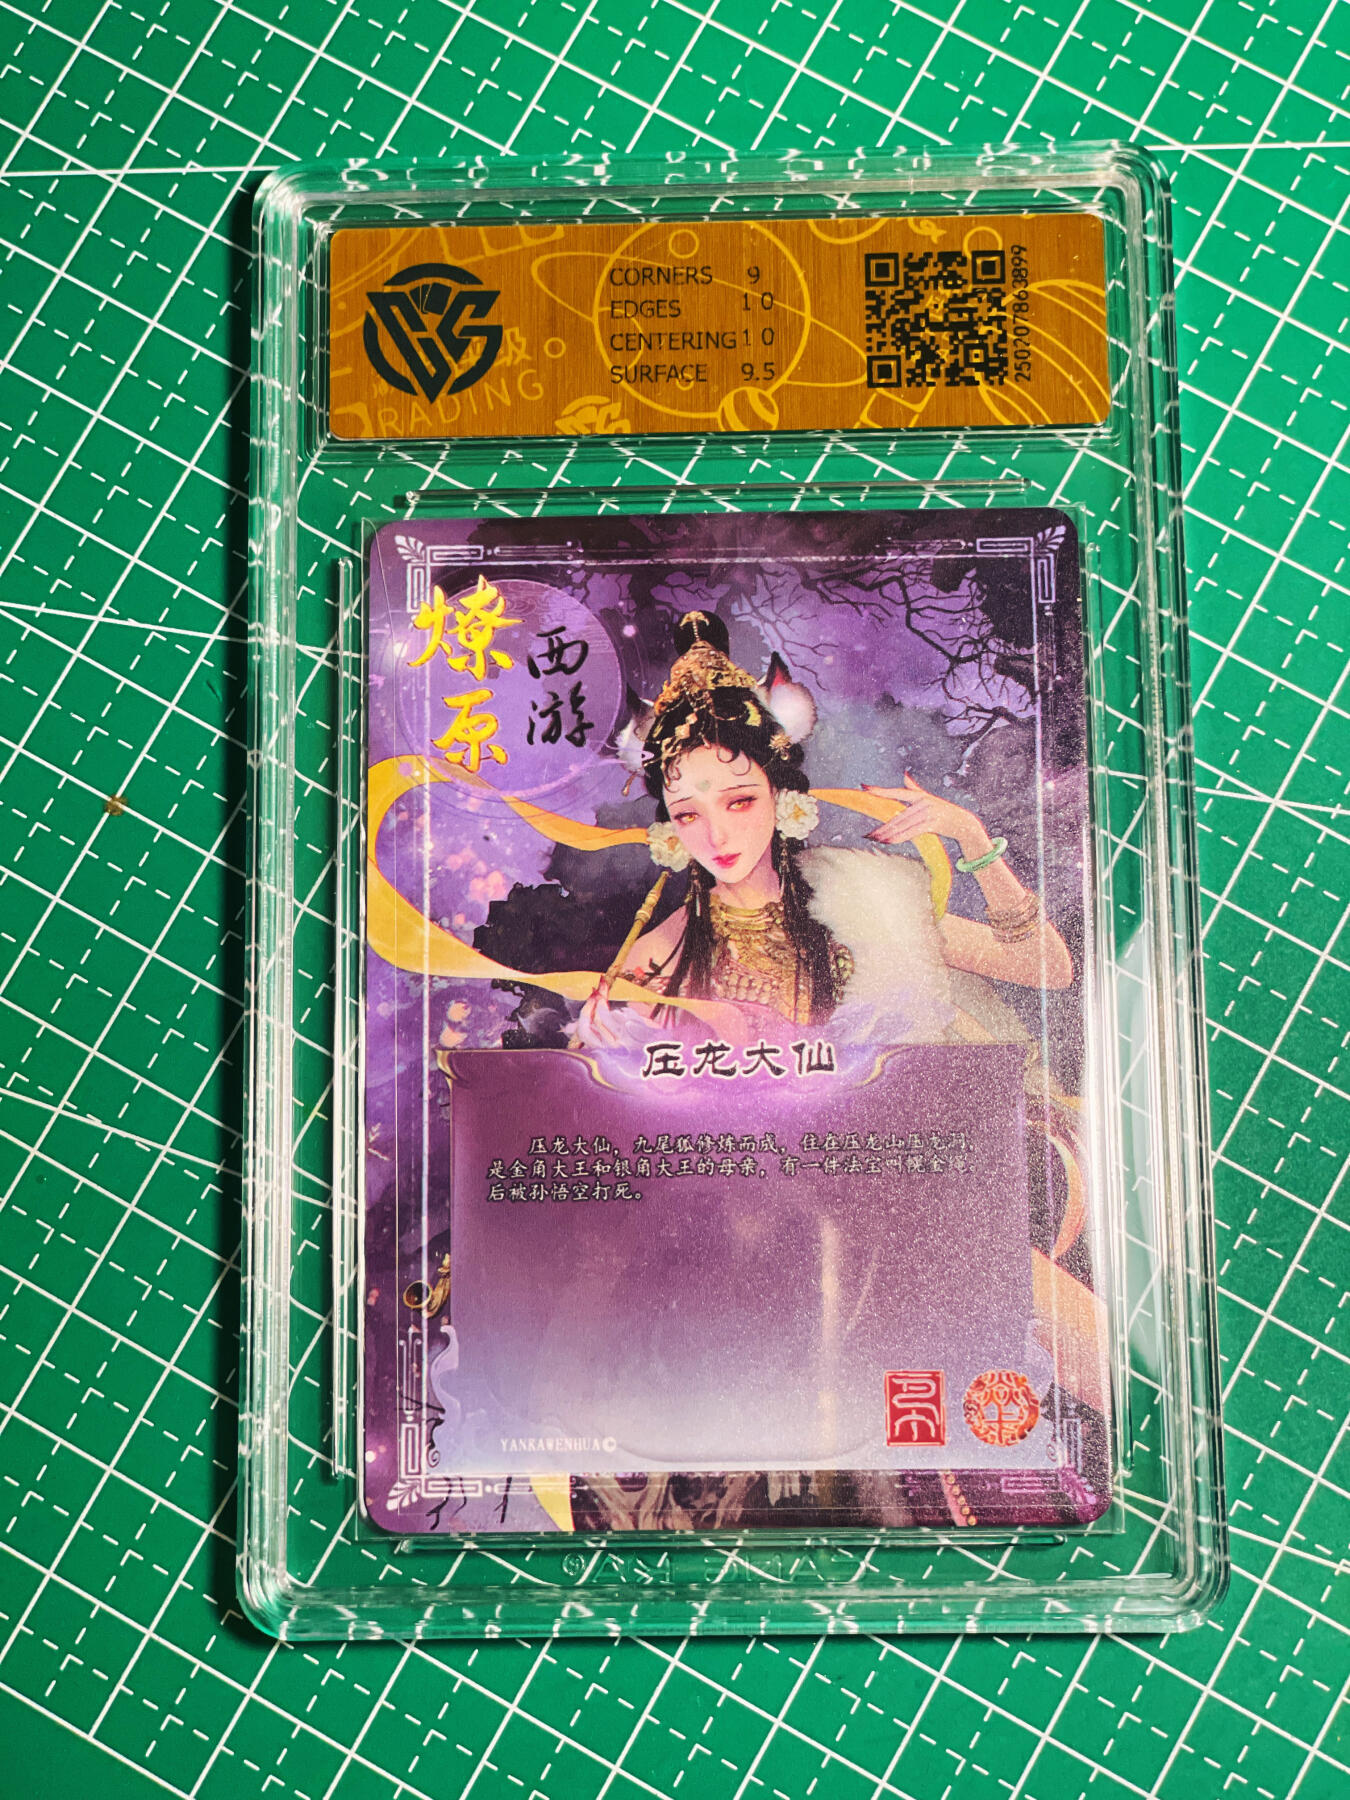 CORNERS 9
EDGES 10
CENTERING 10
SURFACE 9.5
250207863899
RADING
燎原
西游
压龙大仙
压龙大仙，九尾狐修炼而成，住在压龙山压龙洞，
是金角大王和银角大王的母亲，有一件法宝叫幌金绳。
后被孙悟空打死。
YANKAWENHUA©